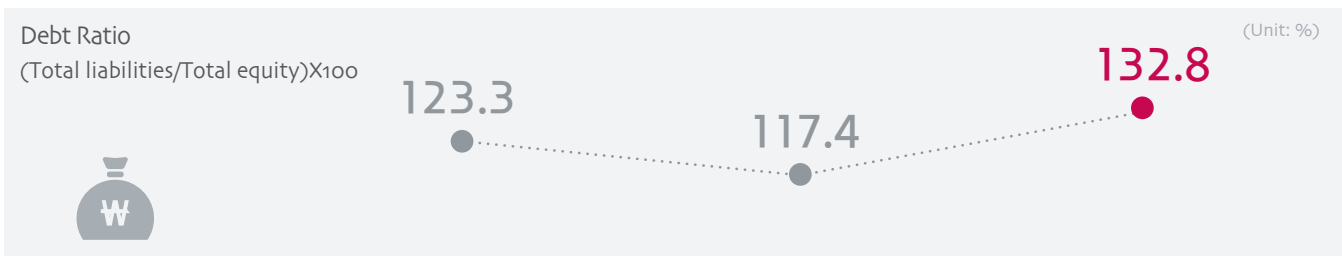 Debt Ratio
(Unit: %)
(Total liabilities/Total equity)X100
123.3
117.4
132.8
₩